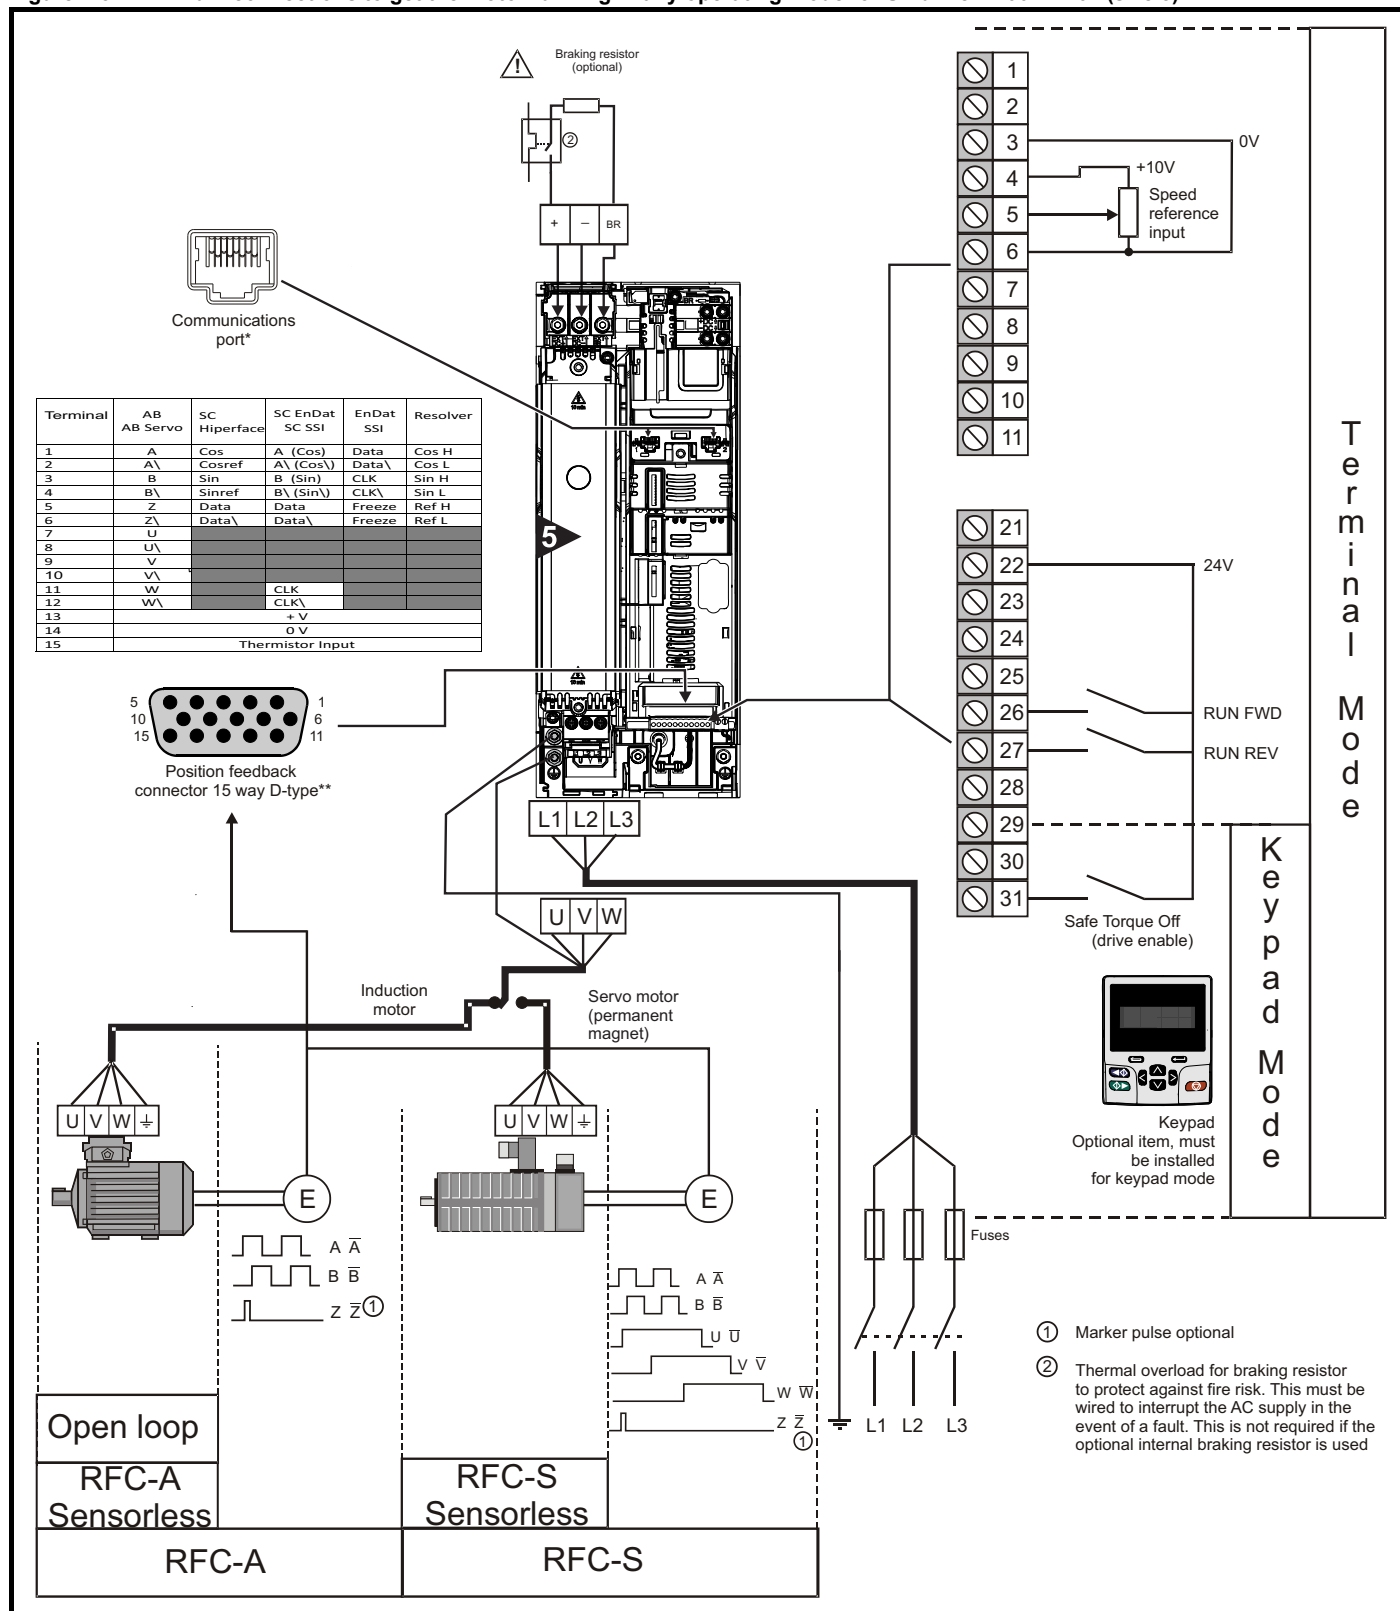 Braking resistor
(optional)
2
+ – BR
Communications
port*
Terminal AB AB Servo SC Hiperface SC EnDat SC SSI EnDat SSI Resolver
1 A Cos A (Cos) Data Cos H
2 A\ Cosref A\ (Cos\) Data\ Cos L
3 B Sin B (Sin) CLK Sin H
4 B\ Sinref B\ (Sin\) CLK\ Sin L
5 Z Data Data Freeze Ref H
6 Z\ Data\ Data\ Freeze Ref L
7 U
8 U\
9 V
10 V\
11 W CLK
12 W\ CLK\
13 + V
14 0 V
15 Thermistor Input
5
5 1
10 6
15 11
Position feedback
connector 15 way D-type**
L1 L2 L3
U V W
Induction
motor
Servo motor
(permanent
magnet)
U V W
U V W
E
E
A A̅
B B̅
Z Z̅ 1
A A̅
B B̅
U U̅
V V̅
W W̅
Z Z̅
1
Open loop
RFC-A
Sensorless
RFC-A
RFC-S
Sensorless
RFC-S
1
2
3
4
5
6
7
8
9
10
11
0V
+10V
Speed
reference
input
21
22
23
24
25
26
27
28
29
30
31
24V
RUN FWD
RUN REV
Safe Torque Off
(drive enable)
Keypad
Optional item, must
be installed
for keypad mode
Terminal Mode
Keypad Mode
Fuses
L1 L2 L3
1 Marker pulse optional
2 Thermal overload for braking resistor
to protect against fire risk. This must be
wired to interrupt the AC supply in the
event of a fault. This is not required if the
optional internal braking resistor is used